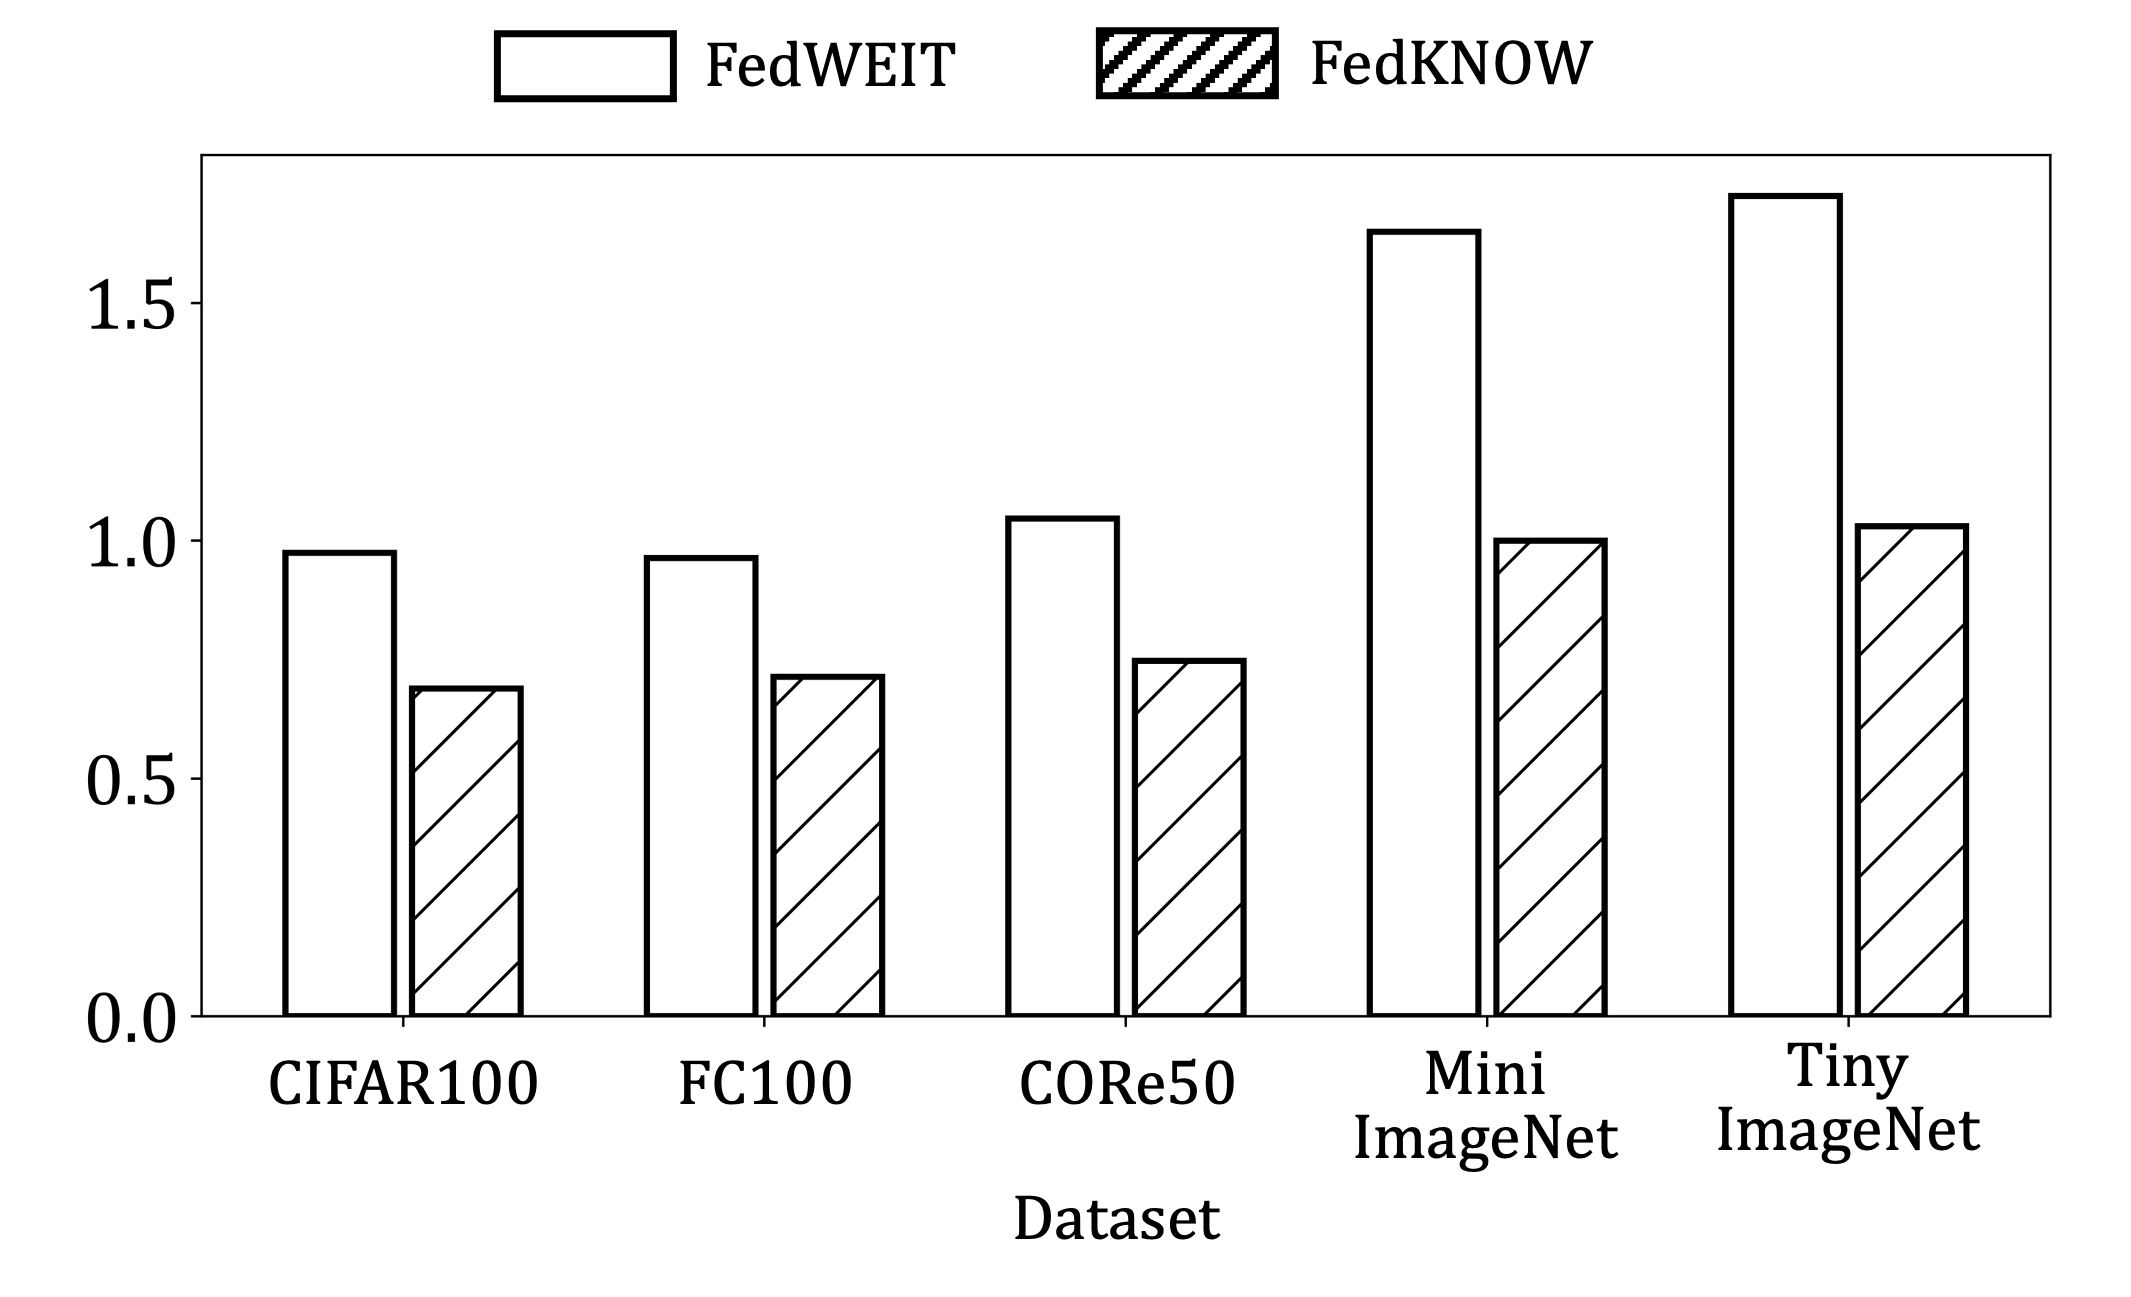 FedWEIT FedKNOW
1.5
1.0
0.5
0.0
CIFAR100 FC100 CORe50 Mini ImageNet Tiny ImageNet
Dataset